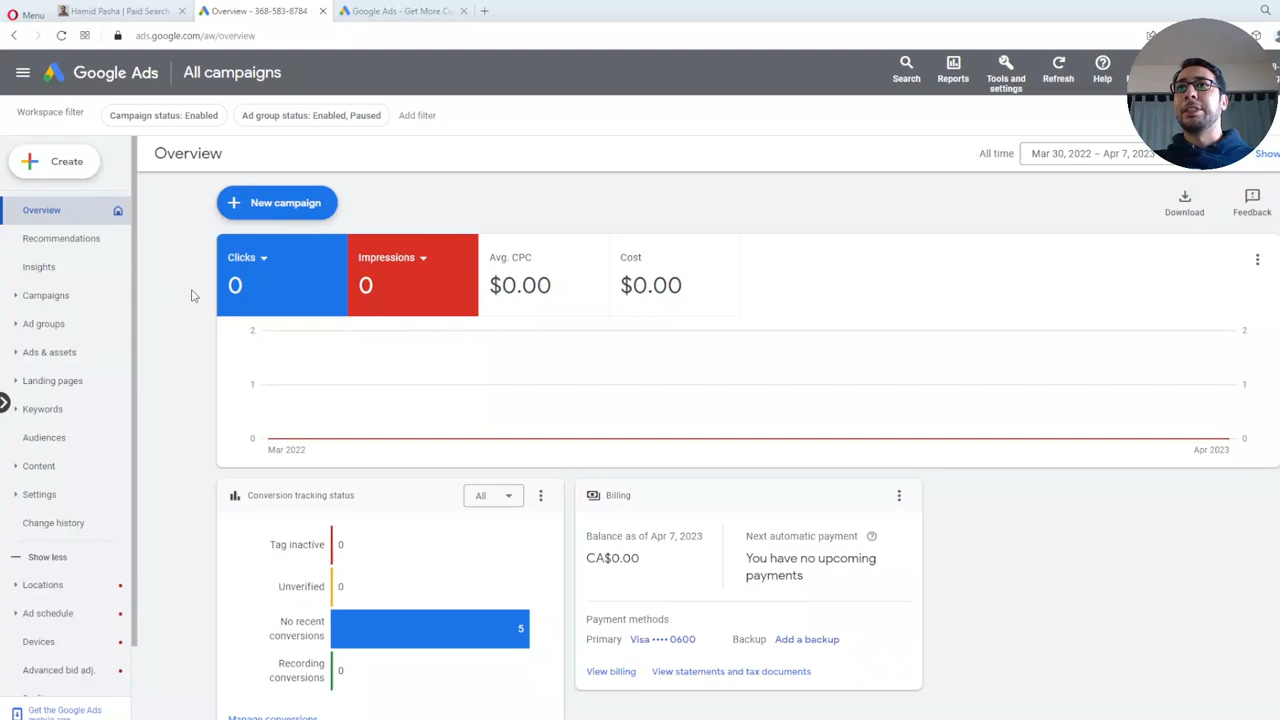 Menu
Hamid Pasha | Paid Search
Overview - 368-583-8784
Google Ads - Get More Cu
ads.google.com/aw/overview
Google Ads
All campaigns
Search
Reports
Tools and
settings
Refresh
Help
Workspace filter
Campaign status: Enabled
Ad group status: Enabled, Paused
Add filter
Create
Overview
All time
Mar 30, 2022 – Apr 7, 2023
Show
New campaign
Download
Feedback
Overview
Recommendations
Insights
Campaigns
Ad groups
Ads & assets
Landing pages
Keywords
Audiences
Content
Settings
Change history
Show less
Locations
Ad schedule
Devices
Advanced bid adj.
Get the Google Ads
mobile app
Clicks
0
Impressions
0
Avg. CPC
$0.00
Cost
$0.00
2
2
1
1
0
0
Mar 2022
Apr 2023
Conversion tracking status
All
Tag inactive
0
Unverified
0
No recent
conversions
5
Recording
conversions
0
Manage conversions
Billing
Balance as of Apr 7, 2023
CA$0.00
Next automatic payment
You have no upcoming
payments
Payment methods
Primary
Visa •••• 0600
Backup
Add a backup
View billing
View statements and tax documents